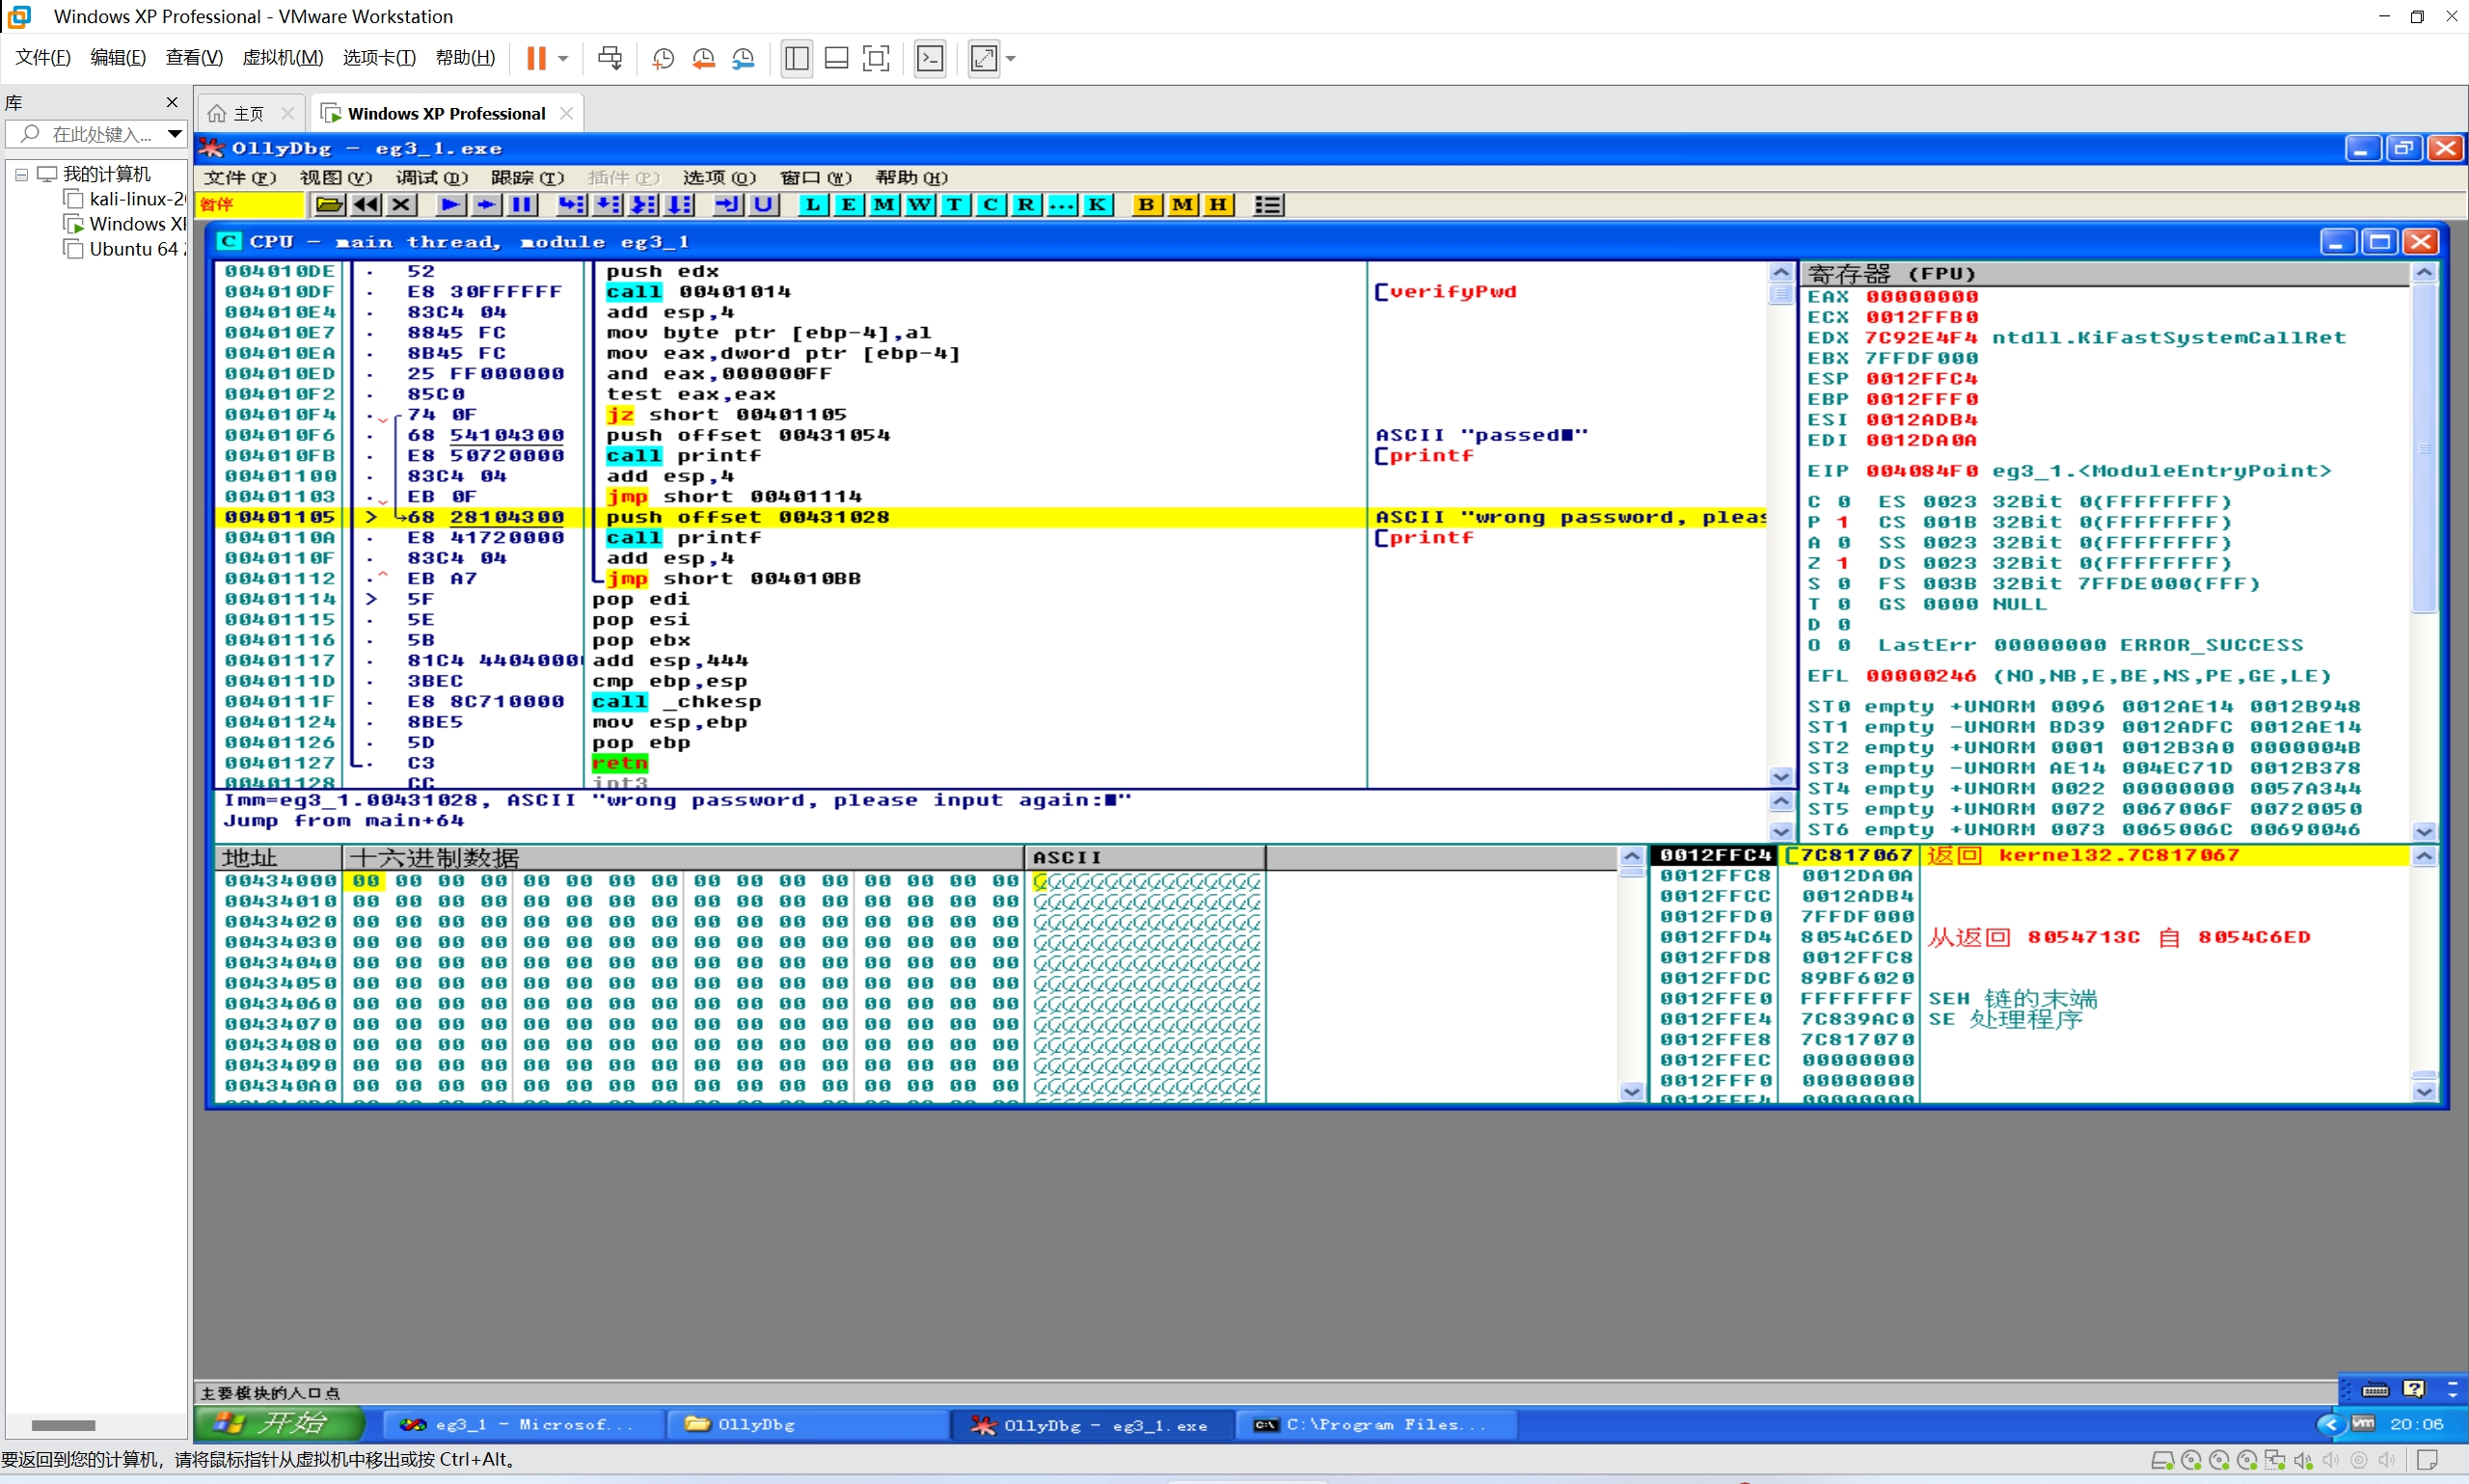 Windows XP Professional - VMware Workstation
文件(F) 编辑(E) 查看(V) 虚拟机(M) 选项卡(T) 帮助(H)
库
在此处键入...
我的计算机
kali-linux-2
Windows XI
Ubuntu 64
主页
Windows XP Professional
OllyDbg - eg3_1.exe
文件(F) 视图(V) 调试(D) 跟踪(T) 插件(P) 选项(O) 窗口(W) 帮助(H)
暂停 L E M W T C R ... K B M H
C CPU - main thread, module eg3_1
004010DE . 52 push edx
004010DF . E8 30FFFFFF call 00401014 [verifyPwd
004010E4 . 83C4 04 add esp,4
004010E7 . 8845 FC mov byte ptr [ebp-4],al
004010EA . 8B45 FC mov eax,dword ptr [ebp-4]
004010ED . 25 FF000000 and eax,000000FF
004010F2 . 85C0 test eax,eax
004010F4 . 74 0F jz short 00401105
004010F6 . 68 54104300 push offset 00431054 ASCII "passed■"
004010FB . E8 50720000 call printf [printf
00401100 . 83C4 04 add esp,4
00401103 . EB 0F jmp short 00401114
00401105 > 68 28104300 push offset 00431028 ASCII "wrong password, pleas
0040110A . E8 41720000 call printf [printf
0040110F . 83C4 04 add esp,4
00401112 . EB A7 jmp short 004010BB
00401114 > 5F pop edi
00401115 . 5E pop esi
00401116 . 5B pop ebx
00401117 . 81C4 44040000 add esp,444
0040111D . 3BEC cmp ebp,esp
0040111F . E8 8C710000 call _chkesp
00401124 . 8BE5 mov esp,ebp
00401126 . 5D pop ebp
00401127 . C3 retn
00401128 CC int3
Imm=eg3_1.00431028, ASCII "wrong password, please input again:■"
Jump from main+64
寄存器 (FPU)
EAX 00000000
ECX 0012FFB0
EDX 7C92E4F4 ntdll.KiFastSystemCallRet
EBX 7FFDF000
ESP 0012FFC4
EBP 0012FFF0
ESI 0012ADB4
EDI 0012DA0A
EIP 004084F0 eg3_1.<ModuleEntryPoint>
C 0 ES 0023 32Bit 0(FFFFFFFF)
P 1 CS 001B 32Bit 0(FFFFFFFF)
A 0 SS 0023 32Bit 0(FFFFFFFF)
Z 1 DS 0023 32Bit 0(FFFFFFFF)
S 0 FS 003B 32Bit 7FFDE000(FFF)
T 0 GS 0000 NULL
D 0
O 0 LastErr 00000000 ERROR_SUCCESS
EFL 00000246 (NO,NB,E,BE,NS,PE,GE,LE)
ST0 empty +UNORM 0096 0012AE14 0012B948
ST1 empty -UNORM BD39 0012ADFC 0012AE14
ST2 empty +UNORM 0001 0012B3A0 0000004B
ST3 empty -UNORM AE14 004EC71D 0012B378
ST4 empty +UNORM 0022 00000000 0057A344
ST5 empty +UNORM 0072 0067006F 00720050
ST6 empty +UNORM 0073 0065006C 00690046
地址 十六进制数据 ASCII
00434000 00 00 00 00 00 00 00 00 00 00 00 00 00 00 00 00
00434010 00 00 00 00 00 00 00 00 00 00 00 00 00 00 00 00
00434020 00 00 00 00 00 00 00 00 00 00 00 00 00 00 00 00
00434030 00 00 00 00 00 00 00 00 00 00 00 00 00 00 00 00
00434040 00 00 00 00 00 00 00 00 00 00 00 00 00 00 00 00
00434050 00 00 00 00 00 00 00 00 00 00 00 00 00 00 00 00
00434060 00 00 00 00 00 00 00 00 00 00 00 00 00 00 00 00
00434070 00 00 00 00 00 00 00 00 00 00 00 00 00 00 00 00
00434080 00 00 00 00 00 00 00 00 00 00 00 00 00 00 00 00
00434090 00 00 00 00 00 00 00 00 00 00 00 00 00 00 00 00
004340A0 00 00 00 00 00 00 00 00 00 00 00 00 00 00 00 00
0012FFC4 [7C817067 返回 kernel32.7C817067
0012FFC8 0012DA0A
0012FFCC 0012ADB4
0012FFD0 7FFDF000
0012FFD4 8054C6ED 从返回 8054713C 自 8054C6ED
0012FFD8 0012FFC8
0012FFDC 89BF6020
0012FFE0 FFFFFFFF SEH 链的末端
0012FFE4 7C839AC0 SE 处理程序
0012FFE8 7C817070
0012FFEC 00000000
0012FFF0 00000000
0012FFF4 00000000
主要模块的入口点
开始 eg3_1 - Microsof... OllyDbg OllyDbg - eg3_1.exe C:\Program Files... 20:06
要返回到您的计算机，请将鼠标指针从虚拟机中移出或按 Ctrl+Alt。